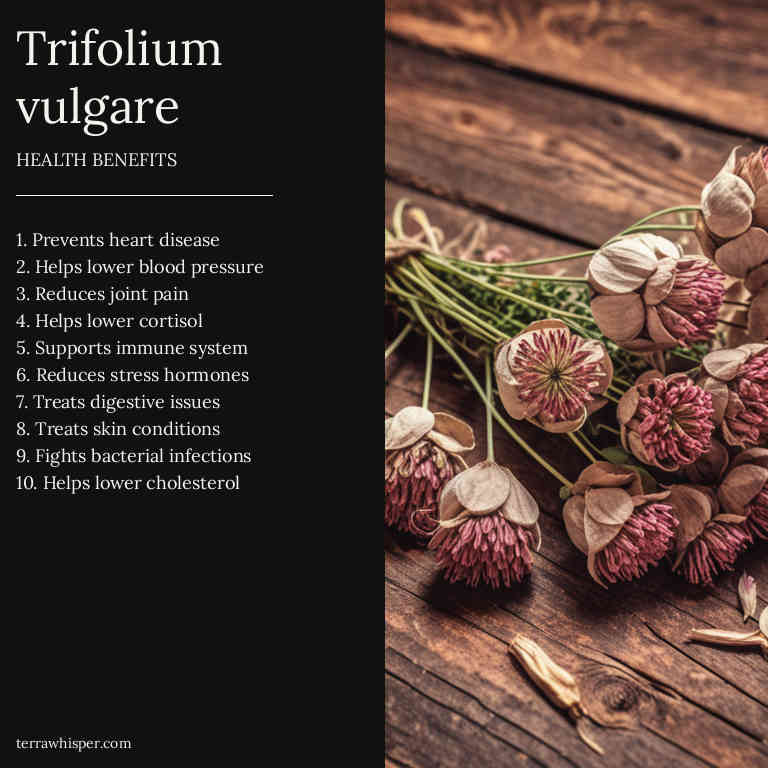 Trifolium
vulgare
HEALTH BENEFITS
1. Prevents heart disease
2. Helps lower blood pressure
3. Reduces joint pain
4. Helps lower cortisol
5. Supports immune system
6. Reduces stress hormones
7. Treats digestive issues
8. Treats skin conditions
9. Fights bacterial infections
10. Helps lower cholesterol
terrawhisper.com